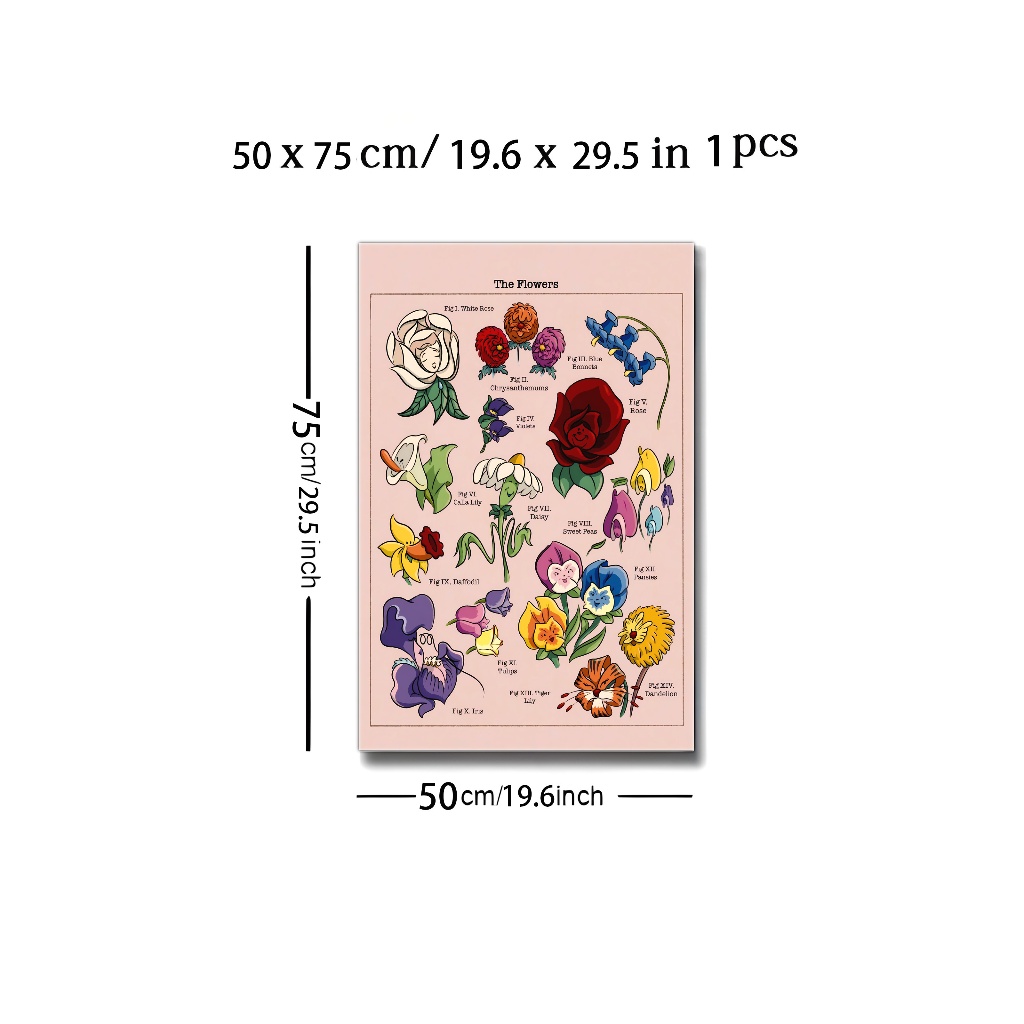 50 x 75 cm/ 19.6 x 29.5 in 1 pcs
The Flowers
Fig I. White Rose
Fig II.
Chrysanthemums
Fig III. Blue
Bonnets
Fig IV.
Violets
Fig V.
Rose
Fig VI.
Calla Lily
Fig VII.
Daisy
Fig VIII.
Sweet Peas
Fig IX. Daffodil
Fig XII.
Pansies
Fig XI.
Tulips
Fig XIII. Tiger
Lily
Fig XIV.
Dandelion
Fig X. Iris
75cm/29.5inch
50cm/19.6inch